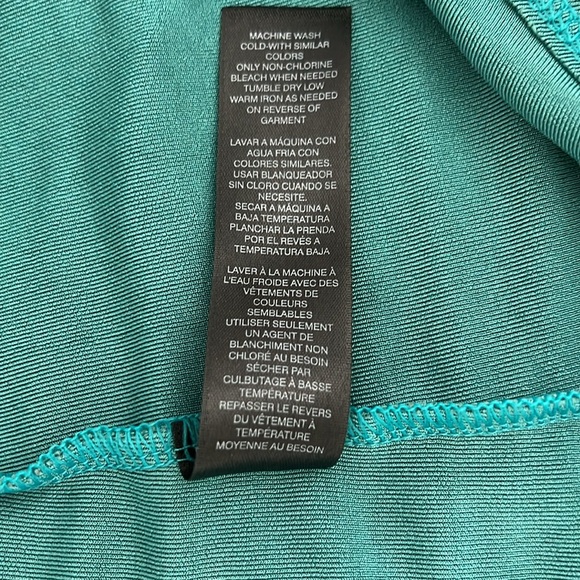 MACHINE WASH
COLD-WITH SIMILAR
COLORS
ONLY NON-CHLORINE
BLEACH WHEN NEEDED
TUMBLE DRY LOW
WARM IRON AS NEEDED
ON REVERSE OF
GARMENT
LAVAR A MÁQUINA CON
AGUA FRIA CON
COLORES SIMILARES.
USAR BLANQUEADOR
SIN CLORO CUANDO SE
NECESITE.
SECAR A MÁQUINA A
BAJA TEMPERATURA
PLANCHAR LA PRENDA
POR EL REVÉS A
TEMPERATURA BAJA
LAVER À LA MACHINE À
L'EAU FROIDE AVEC DES
VÊTEMENTS DE
COULEURS
SEMBLABLES
UTILISER SEULEMENT
UN AGENT DE
BLANCHIMENT NON
CHLORÉ AU BESOIN
SÉCHER PAR
CULBUTAGE À BASSE
TEMPÉRATURE
REPASSER LE REVERS
DU VÊTEMENT À
TEMPÉRATURE
MOYENNE AU BESOIN